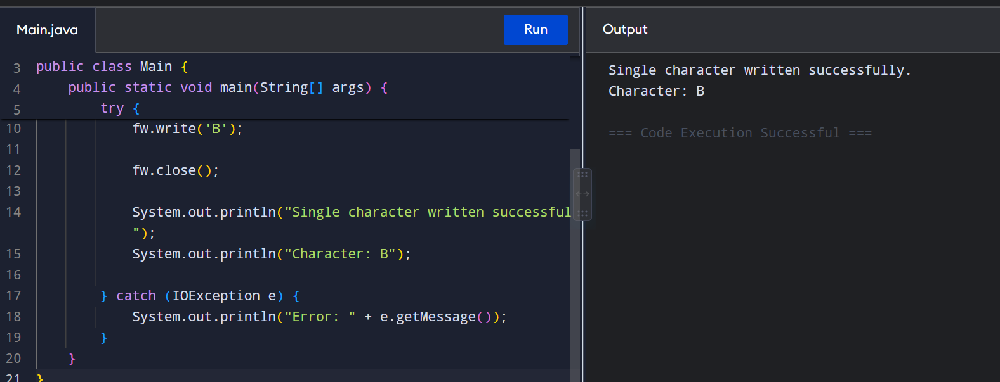 Main.java
Run
Output
3 public class Main {
4 public static void main(String[] args) {
5 try {
10 fw.write('B');
11
12 fw.close();
13
14 System.out.println("Single character written successful
");
15 System.out.println("Character: B");
16
17 } catch (IOException e) {
18 System.out.println("Error: " + e.getMessage());
19 }
20 }
21 }
Single character written successfully.
Character: B
=== Code Execution Successful ===